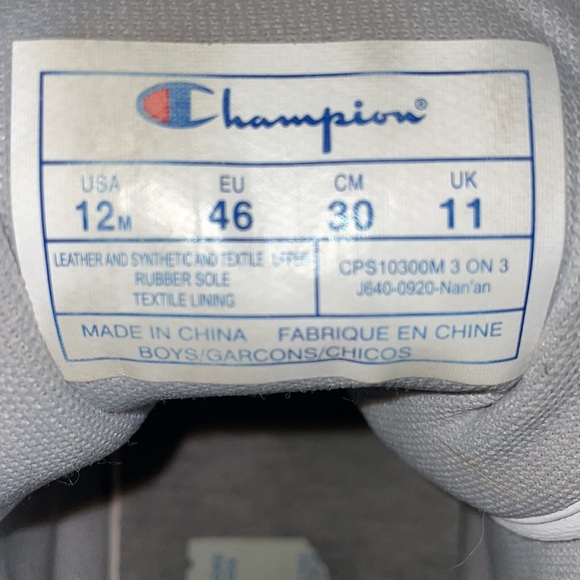 Champion®
USA EU CM UK
12M 46 30 11
LEATHER AND SYNTHETIC AND TEXTILE UPPER
RUBBER SOLE
TEXTILE LINING
CPS10300M 3 ON 3
J640-0920-Nan'an
MADE IN CHINA FABRIQUE EN CHINE
BOYS/GARCONS/CHICOS